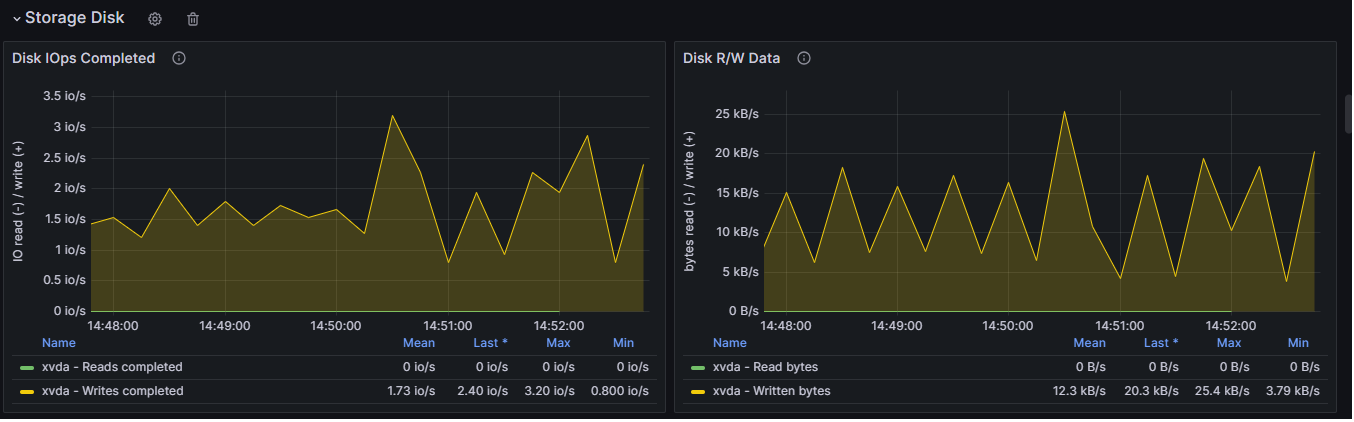 Storage Disk
Disk IOps Completed
IO read (-) / write (+)
3.5 io/s
3 io/s
2.5 io/s
2 io/s
1.5 io/s
1 io/s
0.5 io/s
0 io/s
14:48:00 14:49:00 14:50:00 14:51:00 14:52:00
Name Mean Last * Max Min
xvda - Reads completed 0 io/s 0 io/s 0 io/s 0 io/s
xvda - Writes completed 1.73 io/s 2.40 io/s 3.20 io/s 0.800 io/s
Disk R/W Data
bytes read (-) / write (+)
25 kB/s
20 kB/s
15 kB/s
10 kB/s
5 kB/s
0 B/s
14:48:00 14:49:00 14:50:00 14:51:00 14:52:00
Name Mean Last * Max Min
xvda - Read bytes 0 B/s 0 B/s 0 B/s 0 B/s
xvda - Written bytes 12.3 kB/s 20.3 kB/s 25.4 kB/s 3.79 kB/s